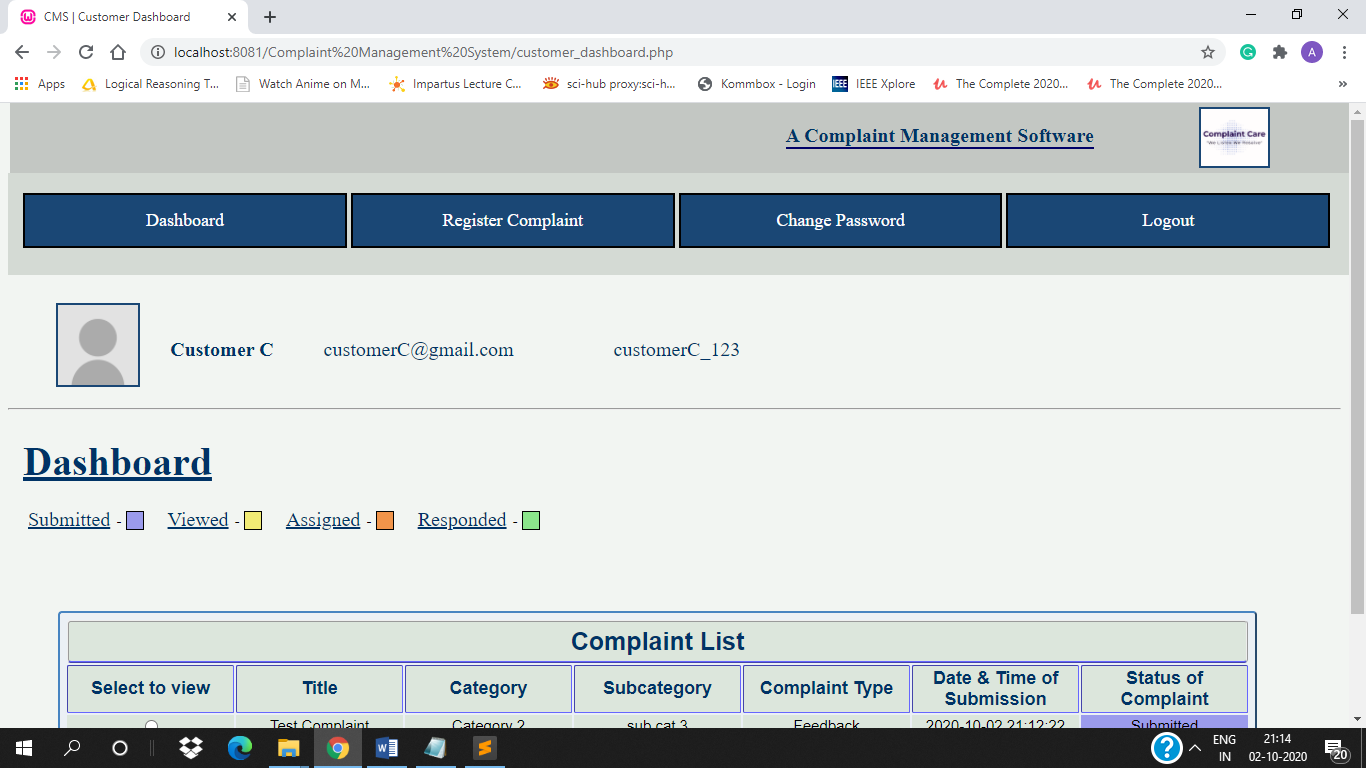 CMS | Customer Dashboard
localhost:8081/Complaint%20Management%20System/customer_dashboard.php
A
Apps Logical Reasoning T... Watch Anime on M... Impartus Lecture C... sci-hub proxy:sci-h... Kommbox - Login IEEE IEEE Xplore The Complete 2020... The Complete 2020... »
A Complaint Management Software
Complaint Care
Dashboard Register Complaint Change Password Logout
Customer C customerC@gmail.com customerC_123
Dashboard
Submitted - Viewed - Assigned - Responded -
Complaint List
Select to view Title Category Subcategory Complaint Type Date & Time of Submission Status of Complaint
Test Complaint Category 2 sub cat 3 Feedback 2020-10-02 21:12:22 Submitted
ENG 21:14
IN 02-10-2020 20